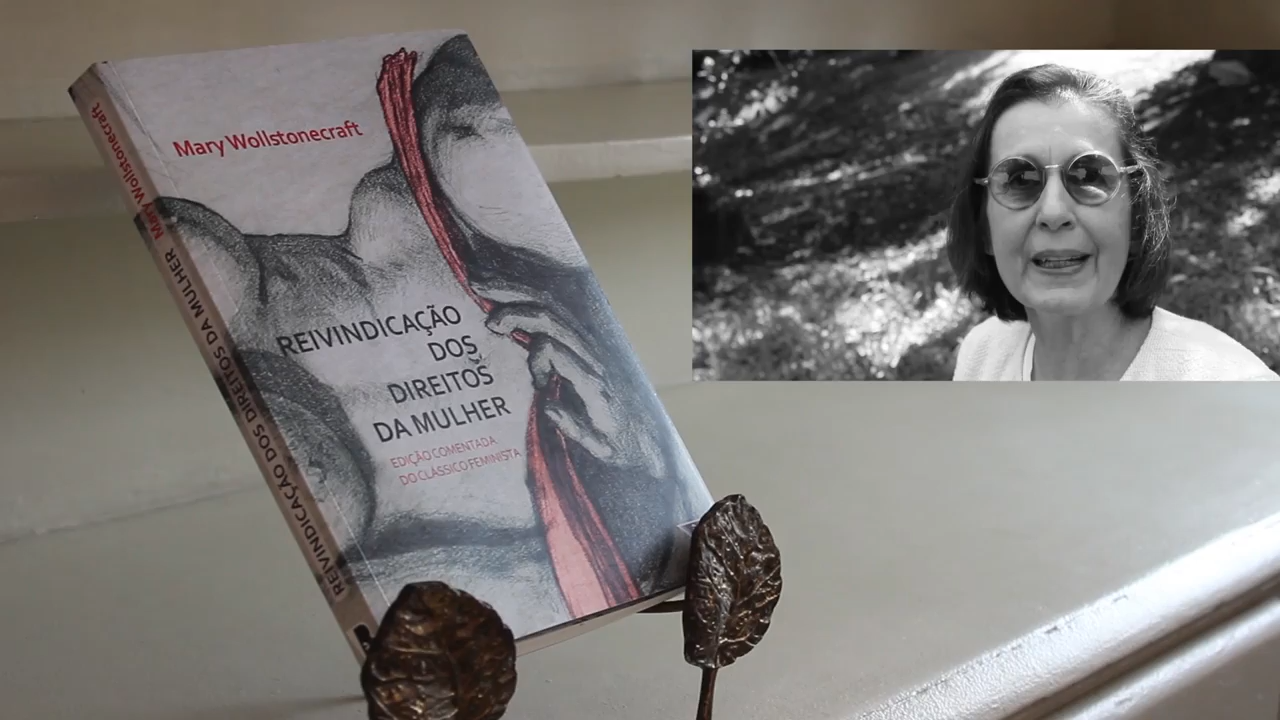 Mary Wollstonecraft
REIVINDICAÇÃO
DOS
DIREITOS
DA MULHER
EDIÇÃO COMENTADA
DO CLÁSSICO FEMINISTA
Mary Wollstonecraft REIVINDICAÇÃO DOS DIREITOS DA MULHER